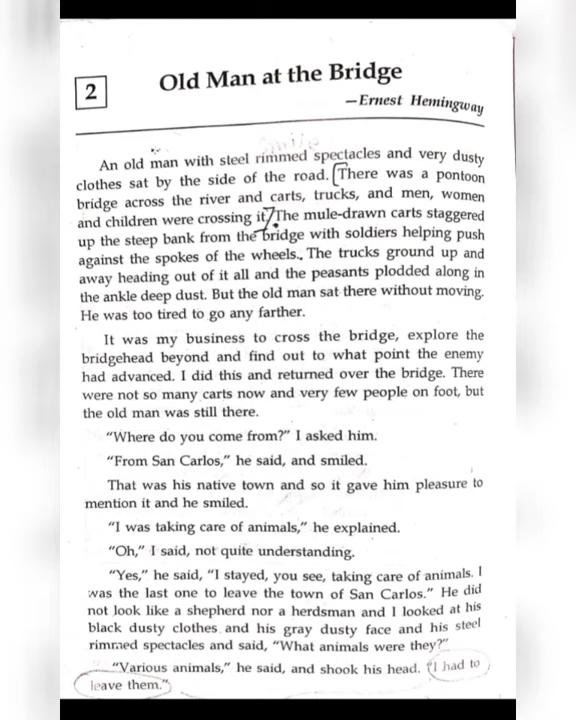 2
Old Man at the Bridge
—Ernest Hemingway
An old man with steel rimmed spectacles and very dusty
clothes sat by the side of the road. There was a pontoon
bridge across the river and carts, trucks, and men, women
and children were crossing it. The mule-drawn carts staggered
up the steep bank from the bridge with soldiers helping push
against the spokes of the wheels. The trucks ground up and
away heading out of it all and the peasants plodded along in
the ankle deep dust. But the old man sat there without moving.
He was too tired to go any farther.
It was my business to cross the bridge, explore the
bridgehead beyond and find out to what point the enemy
had advanced. I did this and returned over the bridge. There
were not so many carts now and very few people on foot, but
the old man was still there.
“Where do you come from?” I asked him.
“From San Carlos,” he said, and smiled.
That was his native town and so it gave him pleasure to
mention it and he smiled.
“I was taking care of animals,” he explained.
“Oh,” I said, not quite understanding.
“Yes,” he said, “I stayed, you see, taking care of animals. I
was the last one to leave the town of San Carlos.” He did
not look like a shepherd nor a herdsman and I looked at his
black dusty clothes and his gray dusty face and his steel
rimmed spectacles and said, “What animals were they?”
“Various animals,” he said, and shook his head. “I had to
leave them.”